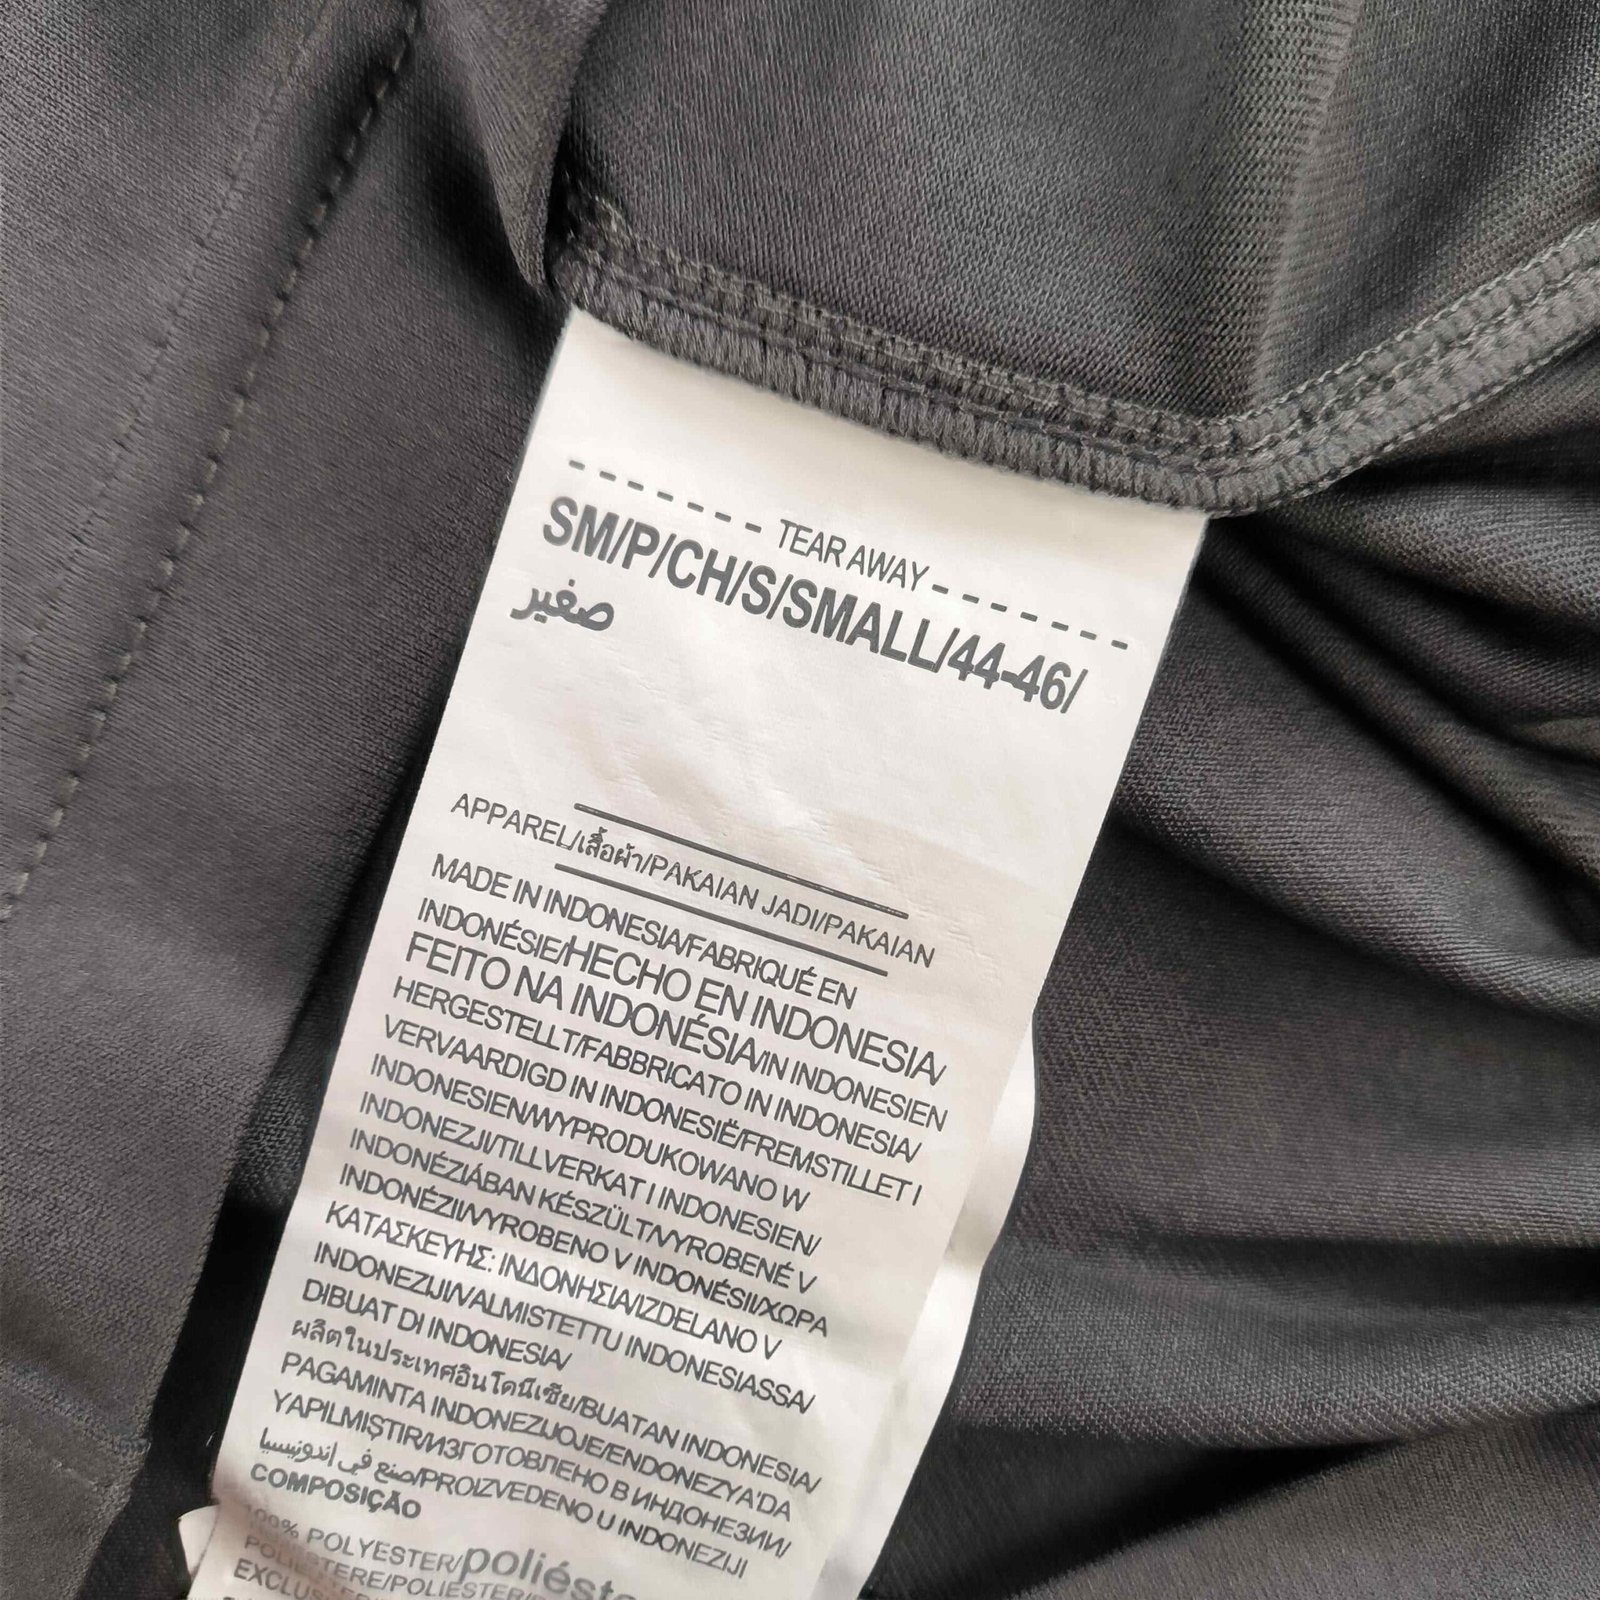 TEAR AWAY
SM/P/CH/S/SMALL/44-46/
صغير
APPAREL/เสื้อผ้า/PAKAIAN JADI/PAKAIAN
MADE IN INDONESIA/FABRIQUÉ EN
INDONÉSIE/HECHO EN INDONESIA/
FEITO NA INDONÉSIA/IN INDONESIEN
HERGESTELLT/FABBRICATO IN INDONESIA/
VERVAARDIGD IN INDONESIË/FREMSTILLET I
INDONESIEN/WYPRODUKOWANO W
INDONEZJI/TILLVERKAT I INDONESIEN/
INDONÉZIÁBAN KÉSZÜLT/VYROBENÉ V
INDONÉZII/VYROBENO V INDONÉSII/ΧΩΡΑ
ΚΑΤΑΣΚΕΥΗΣ: ΙΝΔΟΝΗΣΙΑ/IZDELANO V
INDONEZIJI/VALMISTETTU INDONESIASSA/
DIBUAT DI INDONESIA/
ผลิตในประเทศอินโดนีเซีย/BUATAN INDONESIA/
PAGAMINTA INDONEZIJOJE/ENDONEZYA'DA
YAPILMIŞTIR/ИЗГОТОВЛЕНО В ИНДОНЕЗИИ/
صنع في اندونيسيا/PROIZVEDENO U INDONEZIJI
COMPOSIÇÃO
100% POLYESTER/poliéste
POLIESTERE/POLIÉSTER/